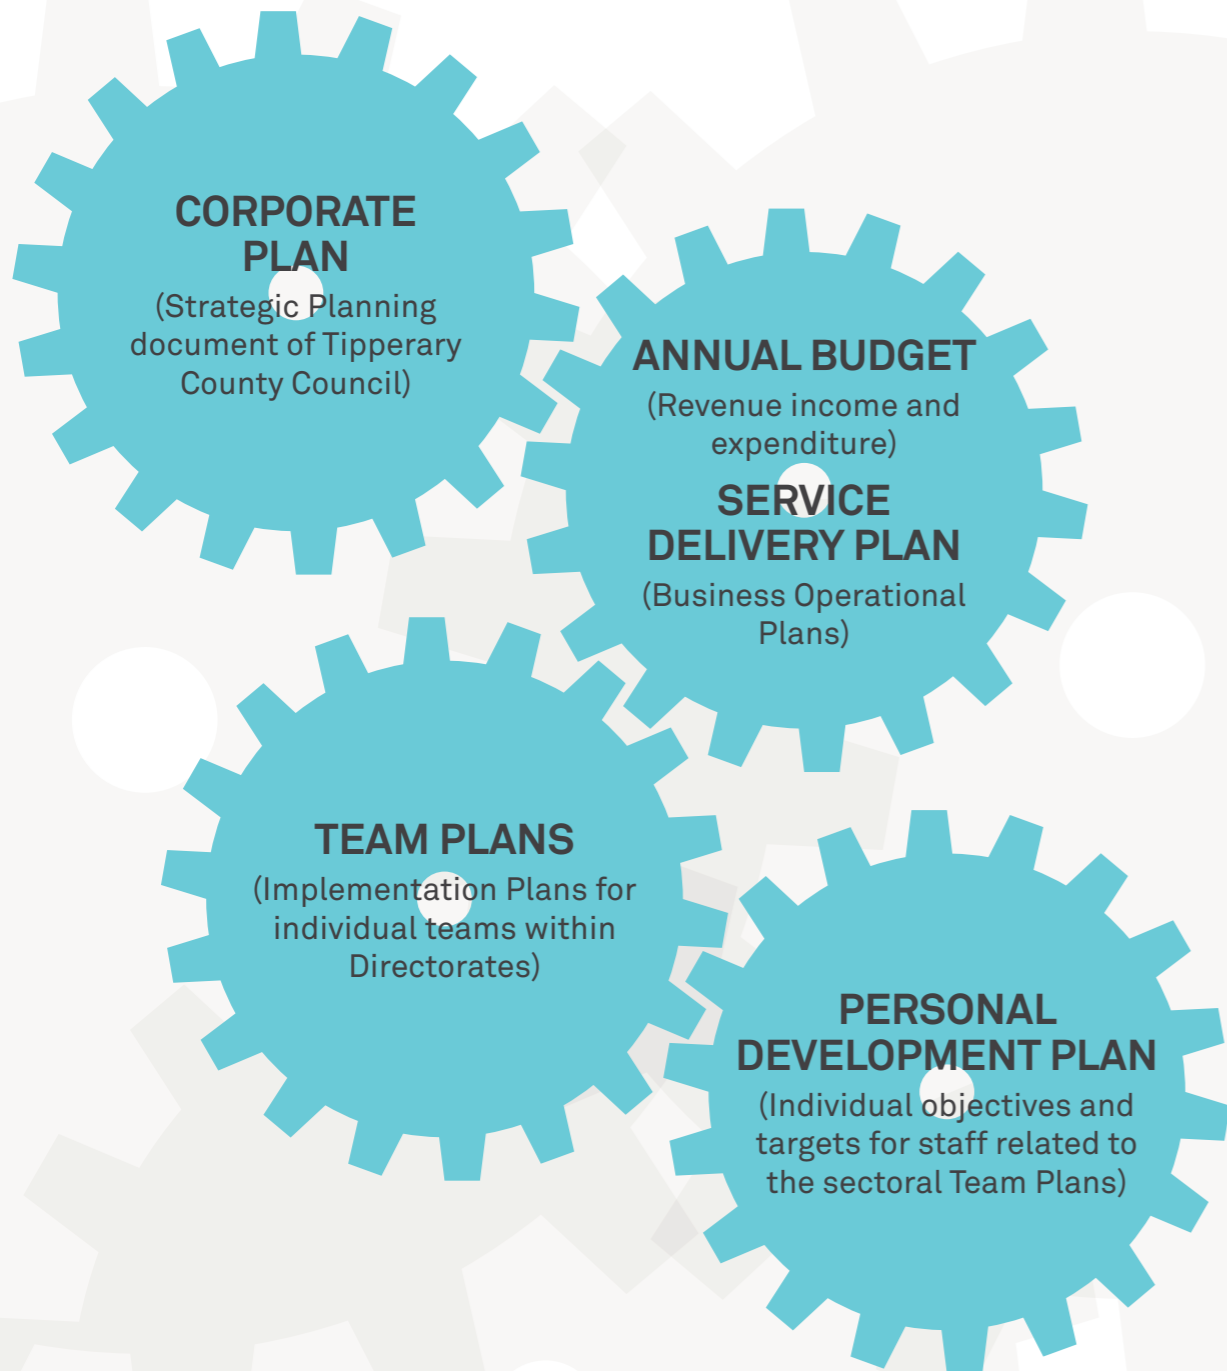 CORPORATE
PLAN
(Strategic Planning
document of Tipperary
County Council)
ANNUAL BUDGET
(Revenue income and
expenditure)
SERVICE
DELIVERY PLAN
(Business Operational
Plans)
TEAM PLANS
(Implementation Plans for
individual teams within
Directorates)
PERSONAL
DEVELOPMENT PLAN
(Individual objectives and
targets for staff related to
the sectoral Team Plans)